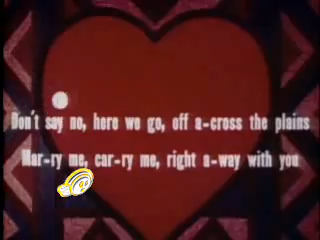 Don't say no, here we go, off a-cross the plains
Mar-ry me, car-ry me, right a-way with you